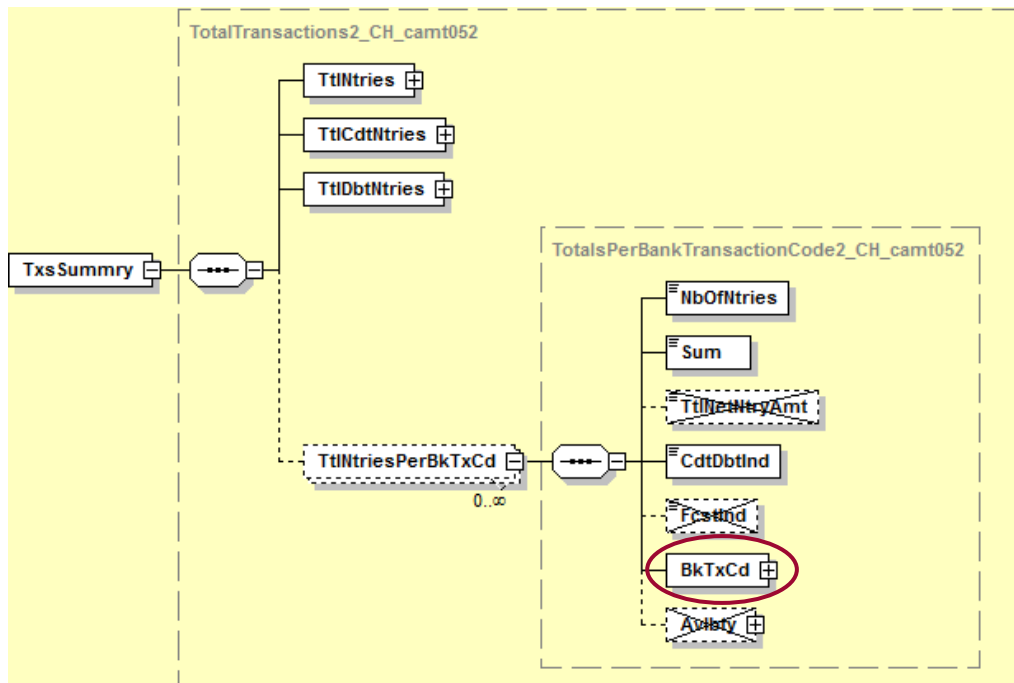 TotalTransactions2_CH_camt052
TtlNtries
TtlCdtNtries
TtlDbtNtries
TxsSummry
TotalsPerBankTransactionCode2_CH_camt052
NbOfNtries
Sum
TtlNetNtryAmt
TtlNtriesPerBkTxCd
0..∞
CdtDbtInd
FcstInd
BkTxCd
Avlbty